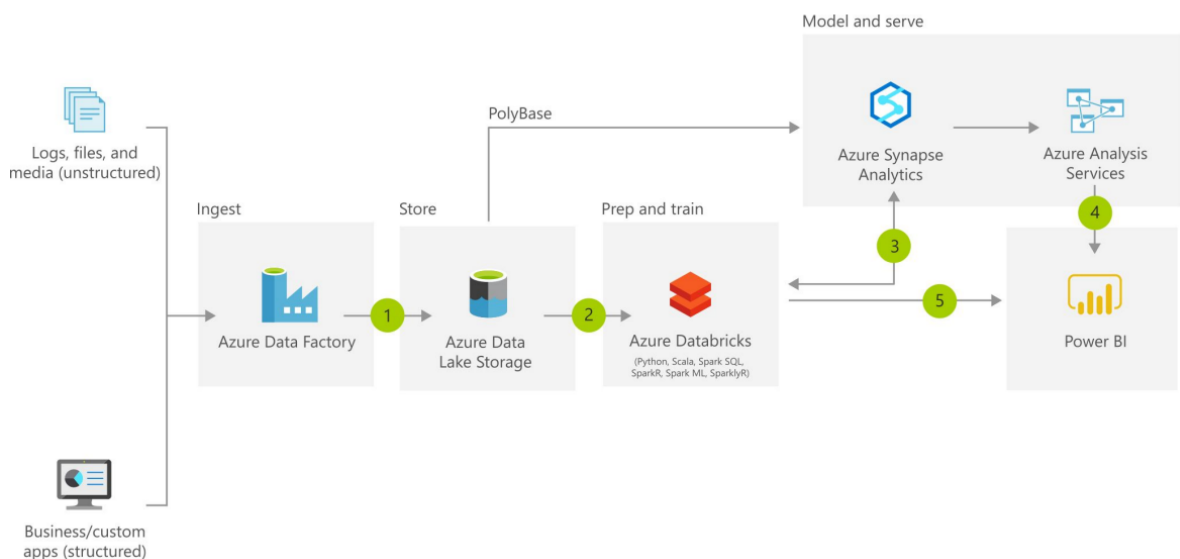 Model and serve
PolyBase
Logs, files, and
media (unstructured)
Azure Synapse
Analytics
Azure Analysis
Services
Ingest
Store
Prep and train
3
4
1
2
5
Azure Data Factory
Azure Data
Lake Storage
Azure Databricks
(Python, Scala, Spark SQL,
SparkR, Spark ML, SparklyR)
Power BI
Business/custom
apps (structured)